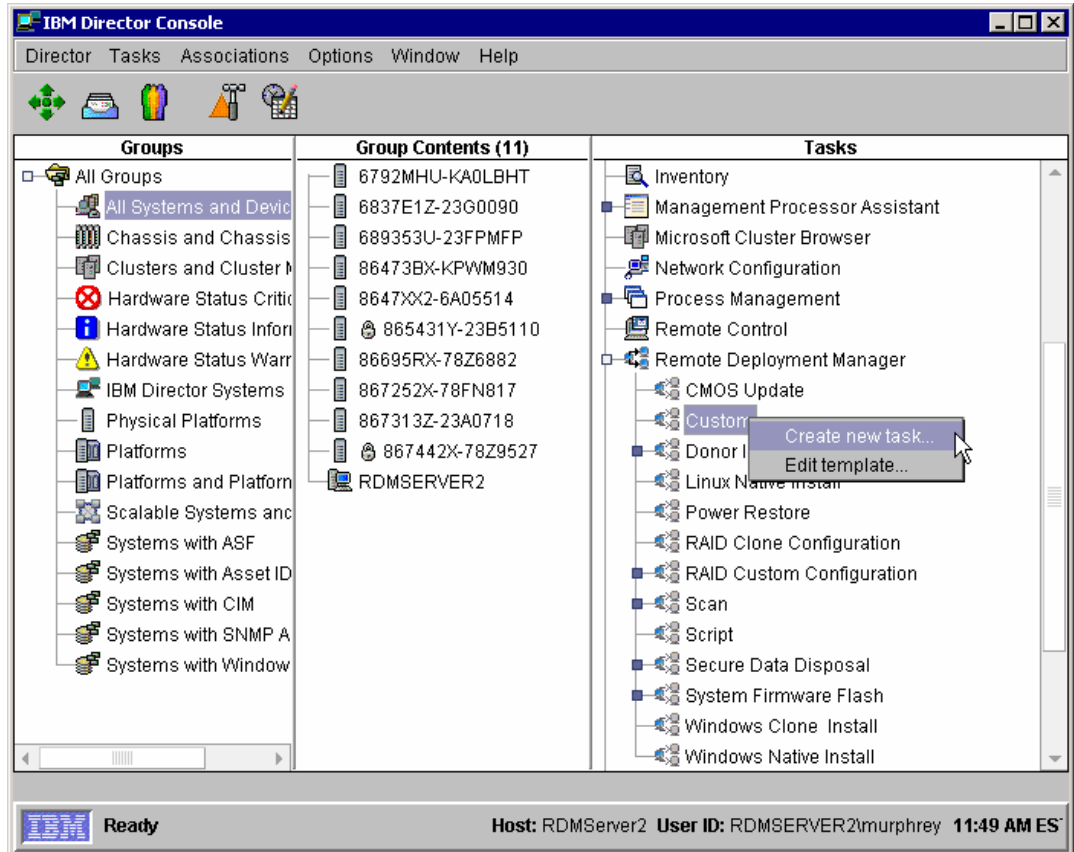 IBM Director Console
Director Tasks Associations Options Window Help
Groups
All Groups
All Systems and Devic
Chassis and Chassis
Clusters and Cluster M
Hardware Status Critic
Hardware Status Inforr
Hardware Status Warr
IBM Director Systems
Physical Platforms
Platforms
Platforms and Platforn
Scalable Systems and
Systems with ASF
Systems with Asset ID
Systems with CIM
Systems with SNMP A
Systems with Window
Group Contents (11)
6792MHU-KA0LBHT
6837E1Z-23G0090
689353U-23FPMFP
86473BX-KPWM930
8647XX2-6A05514
865431Y-23B5110
86695RX-78Z6882
867252X-78FN817
867313Z-23A0718
867442X-78Z9527
RDMSERVER2
Tasks
Inventory
Management Processor Assistant
Microsoft Cluster Browser
Network Configuration
Process Management
Remote Control
Remote Deployment Manager
CMOS Update
Custom
Create new task...
Edit template...
Donor I
Linux Native Install
Power Restore
RAID Clone Configuration
RAID Custom Configuration
Scan
Script
Secure Data Disposal
System Firmware Flash
Windows Clone Install
Windows Native Install
IBM Ready
Host: RDMServer2 User ID: RDMSERVER2\murphrey 11:49 AM ES